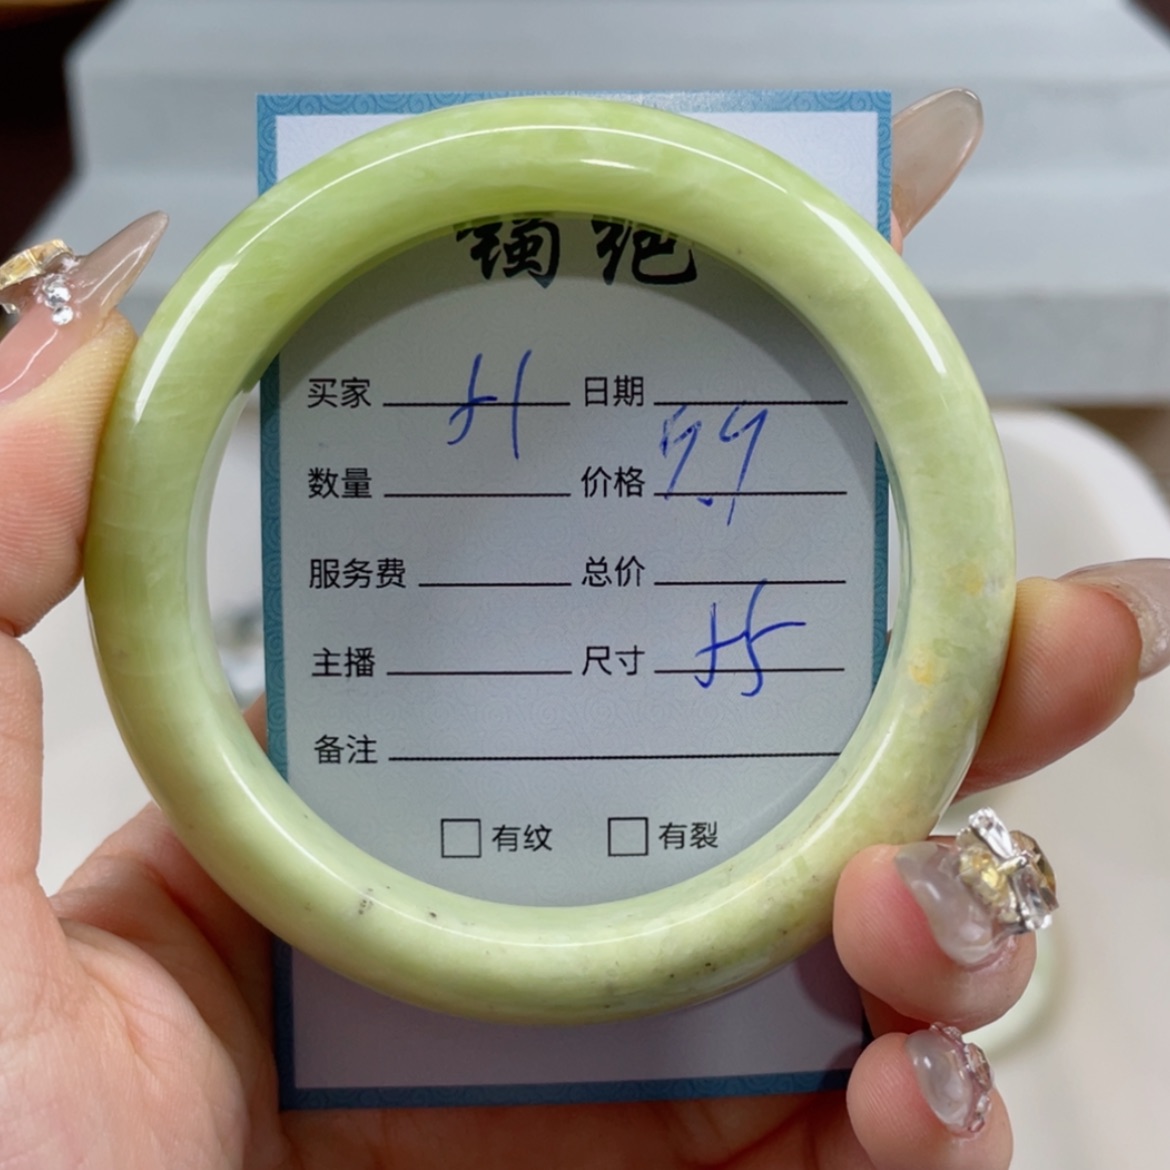 镯
买家 日期
数量 价格
服务费 总价
主播 尺寸
备注
有纹 有裂